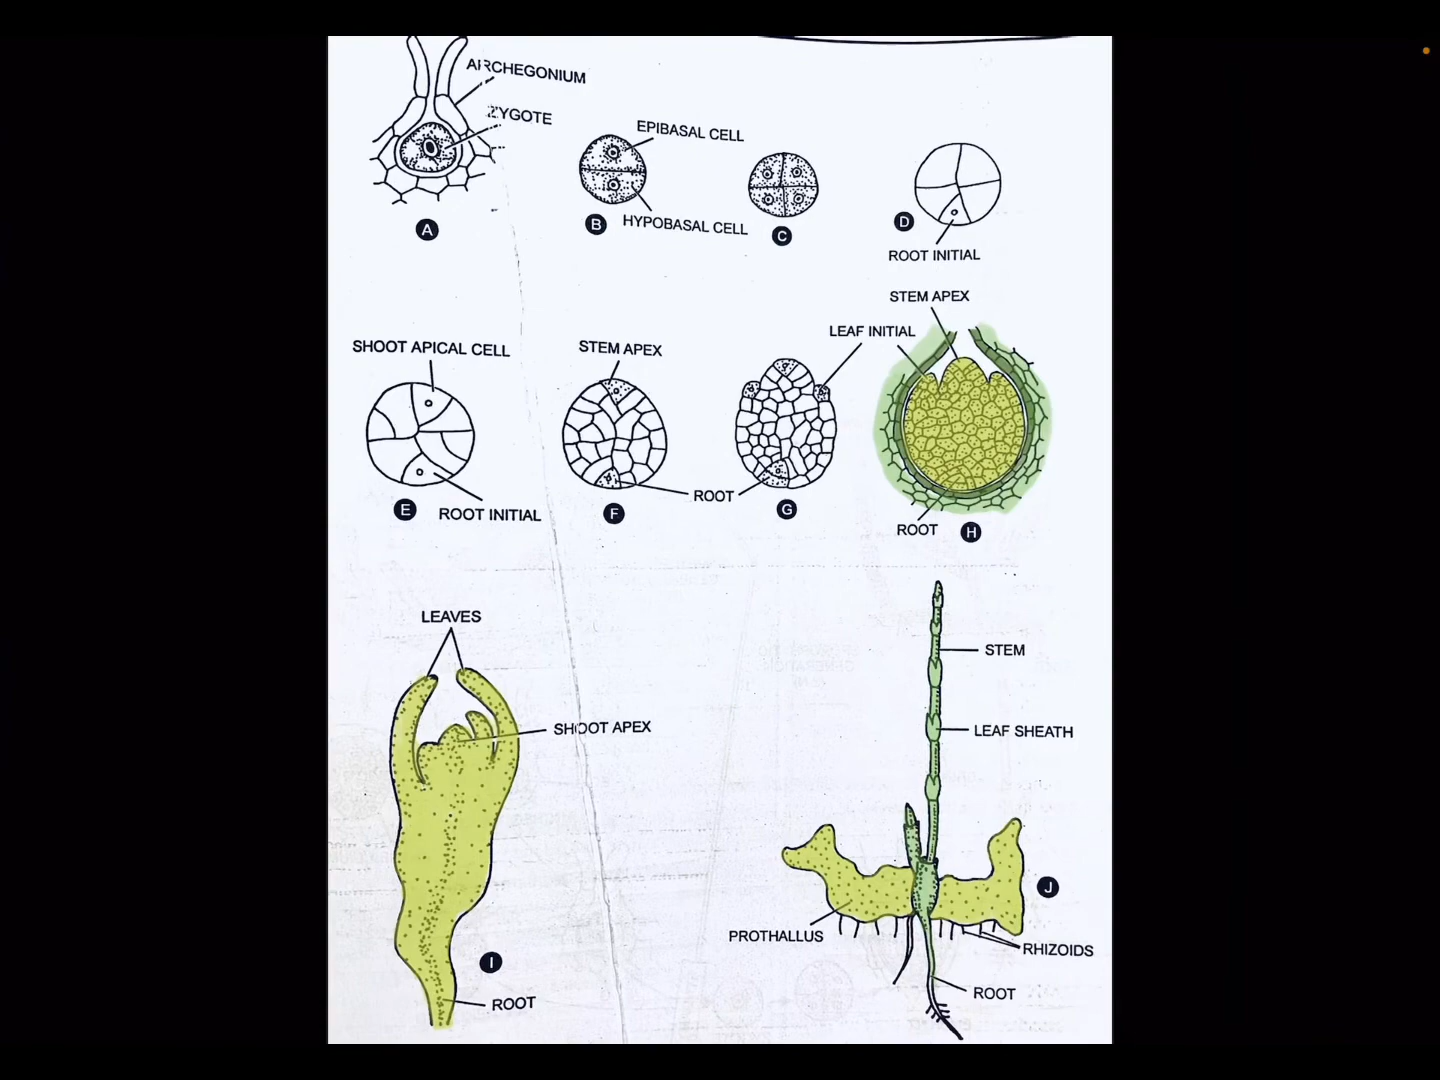 ARCHEGONIUM
ZYGOTE
A
EPIBASAL CELL
HYPOBASAL CELL
B
C
D
ROOT INITIAL
SHOOT APICAL CELL
ROOT INITIAL
E
STEM APEX
F
ROOT
G
LEAF INITIAL
STEM APEX
ROOT
H
LEAVES
SHOOT APEX
I
ROOT
STEM
LEAF SHEATH
J
PROTHALLUS
RHIZOIDS
ROOT